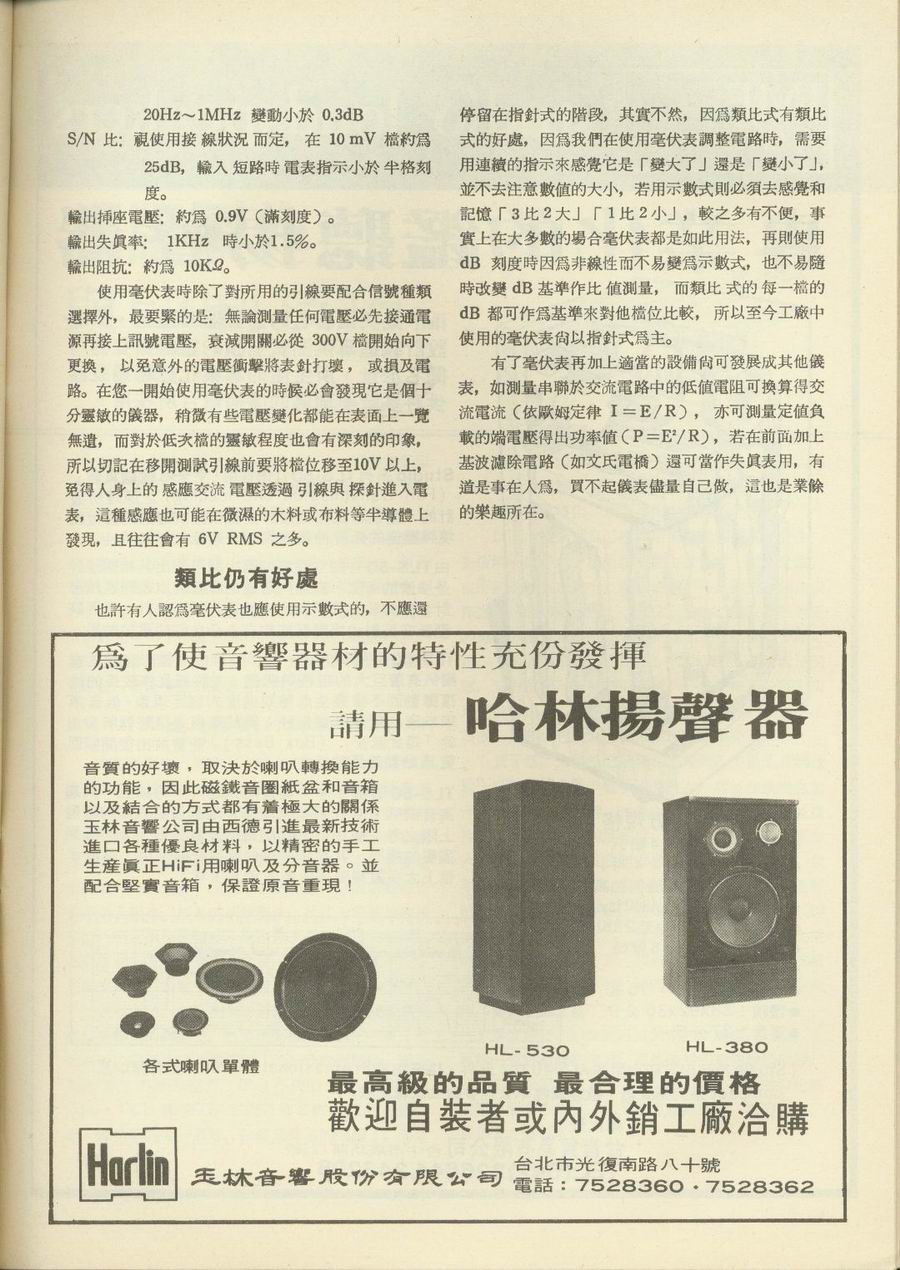 20Hz～1MHz 變動小於 0.3dB
S/N 比: 視使用接線狀況而定， 在 10 mV 檔約爲
25dB，輸入短路時電表指示小於半格刻
度。
輸出挿座電壓: 約爲 0.9V（滿刻度）。
輸出失眞率: 1KHz 時小於1.5%。
輸出阻抗: 約爲 10KΩ。
使用毫伏表時除了對所用的引線要配合信號種類
選擇外，最要緊的是: 無論測量任何電壓必先接通電
源再接上訊號電壓，衰減開關必從 300V 檔開始向下
更換，以免意外的電壓衝擊將表針打壞，或損及電
路。在您一開始使用毫伏表的時候必會發現它是個十
分靈敏的儀器，稍微有些電壓變化都能在表面上一覽
無遺，而對於低次檔的靈敏程度也會有深刻的印象，
所以切記在移開測試引線前要將檔位移至10V 以上，
免得人身上的感應交流電壓透過引線與探針進入電
表，這種感應也可能在微濕的木料或布料等半導體上
發現，且往往會有 6V RMS 之多。
類比仍有好處
也許有人認爲毫伏表也應使用示數式的，不應還
停留在指針式的階段，其實不然，因爲類比式有類比
式的好處，因爲我們在使用毫伏表調整電路時，需要
用連續的指示來感覺它是「變大了」還是「變小了」，
並不去注意數值的大小，若用示數式則必須去感覺和
記憶「3比2大」「1比2小」，較之多有不便，事
實上在大多數的場合毫伏表都是如此用法，再則使用
dB 刻度時因爲非線性而不易變爲示數式，也不易隨
時改變 dB 基準作比値測量，而類比式的每一檔的
dB 都可作爲基準來對他檔位比較，所以至今工廠中
使用的毫伏表尙以指針式爲主。
有了毫伏表再加上適當的設備尙可發展成其他儀
表，如測量串聯於交流電路中的低値電阻可換算得交
流電流（依歐姆定律 I＝E/R），亦可測量定値負
載的端電壓得出功率値（P＝E²/R），若在前面加上
基波濾除電路（如文氏電橋）還可當作失眞表用，有
道是事在人爲，買不起儀表儘量自己做，這也是業餘
的樂趣所在。
爲了使音響器材的特性充份發揮
請用—哈林揚聲器
音質的好壞，取決於喇叭轉換能力
的功能，因此磁鐵音圈紙盆和音箱
以及結合的方式都有着極大的關係
玉林音響公司由西德引進最新技術
進口各種優良材料，以精密的手工
生産眞正HiFi用喇叭及分音器。並
配合堅實音箱，保證原音重現！
各式喇叭單體
HL-530
HL-380
最高級的品質 最合理的價格
歡迎自裝者或內外銷工廠洽購
Harlin
玉林音響股份有限公司
台北市光復南路八十號
電話：7528360・7528362